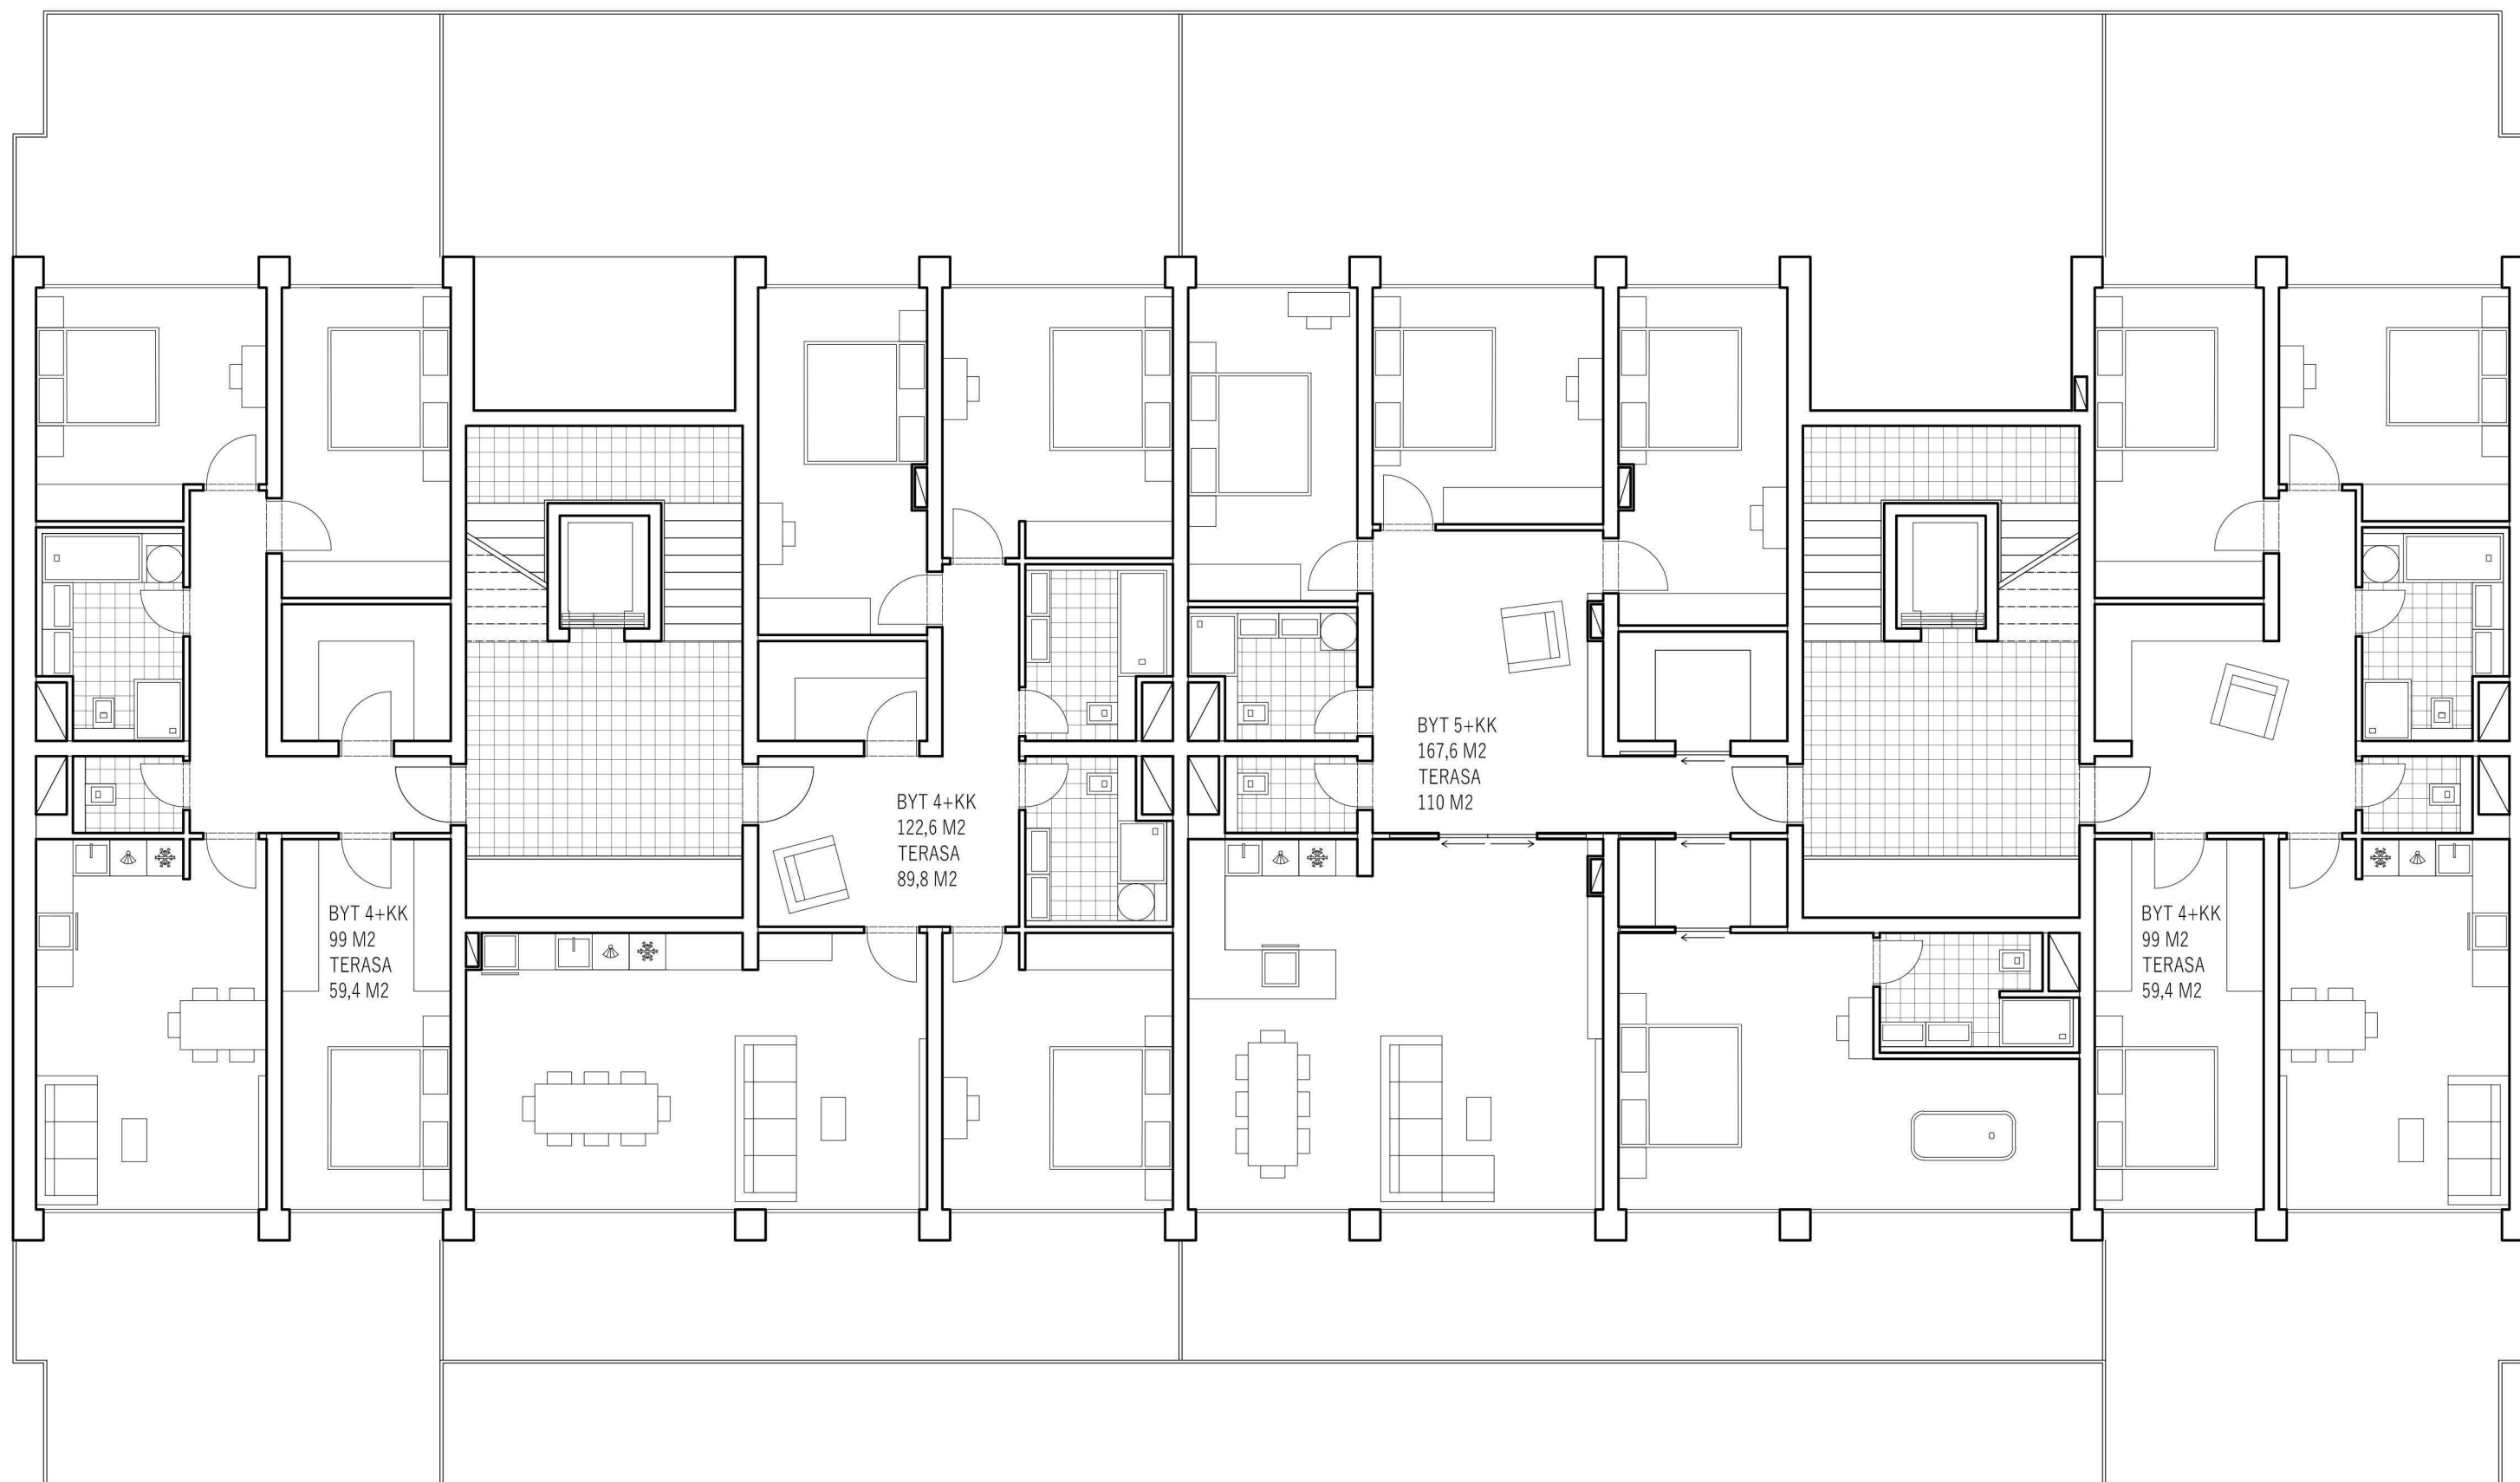 BYT 4+KK
99 M2
TERASA
59,4 M2
BYT 4+KK
122,6 M2
TERASA
89,8 M2
BYT 5+KK
167,6 M2
TERASA
110 M2
BYT 4+KK
99 M2
TERASA
59,4 M2